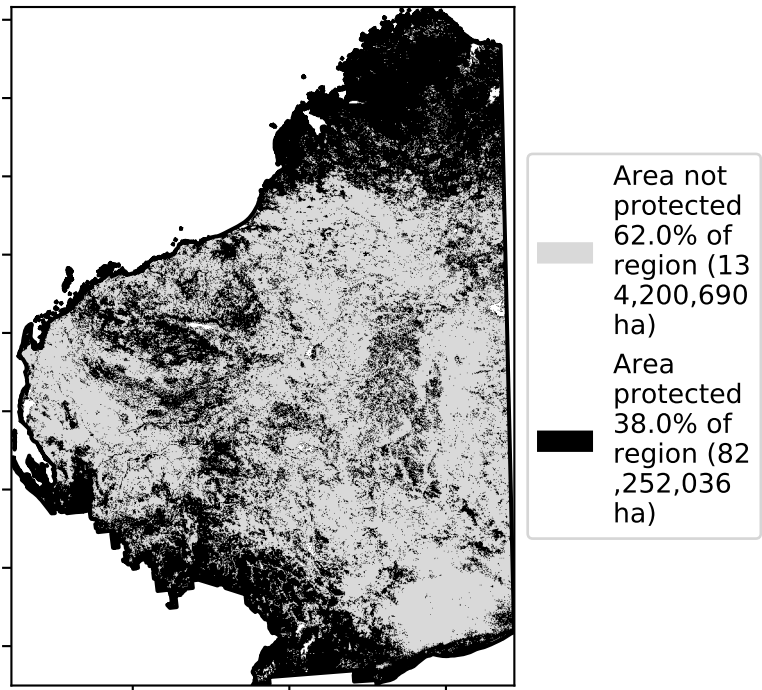 Area not
protected
62.0% of
region (13
4,200,690
ha)
Area
protected
38.0% of
region (82
,252,036
ha)